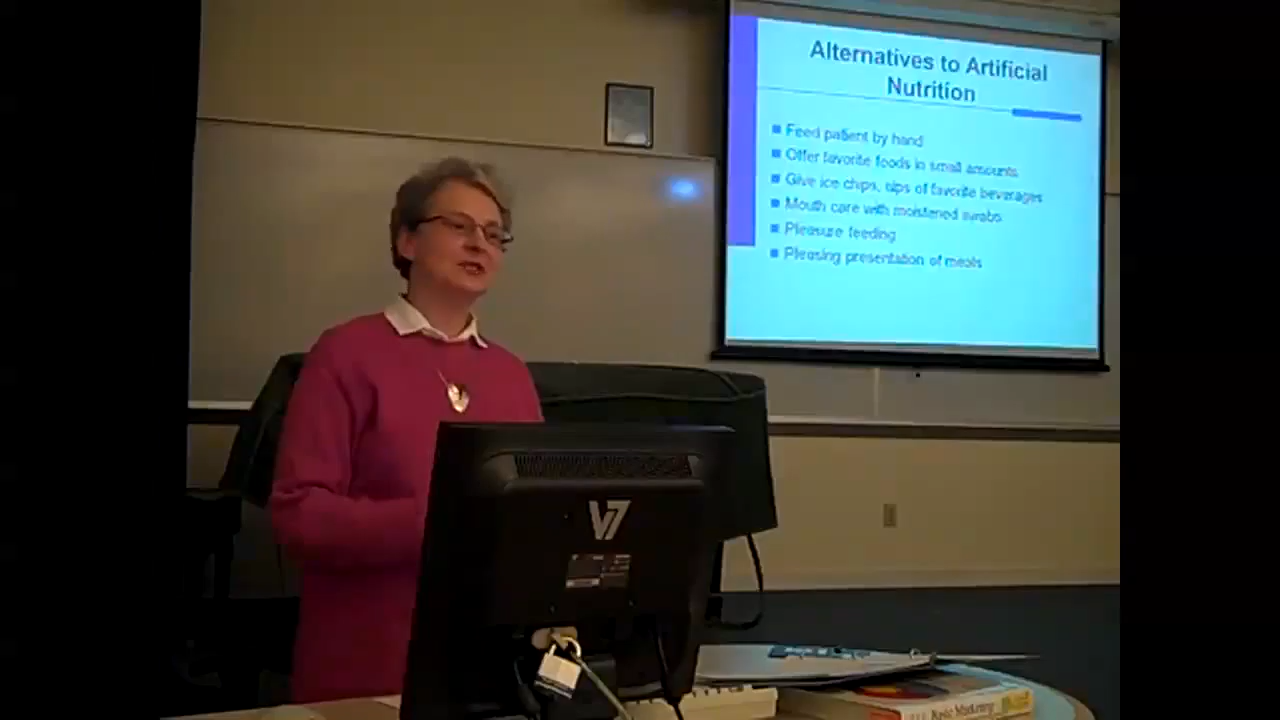 Alternatives to Artificial
Nutrition
Feed patient by hand
Offer favorite foods in small amounts
Give ice chips, sips of favorite beverages
Mouth care with moistened swabs
Pleasure feeding
Pleasing presentation of meals
V7
Marketing